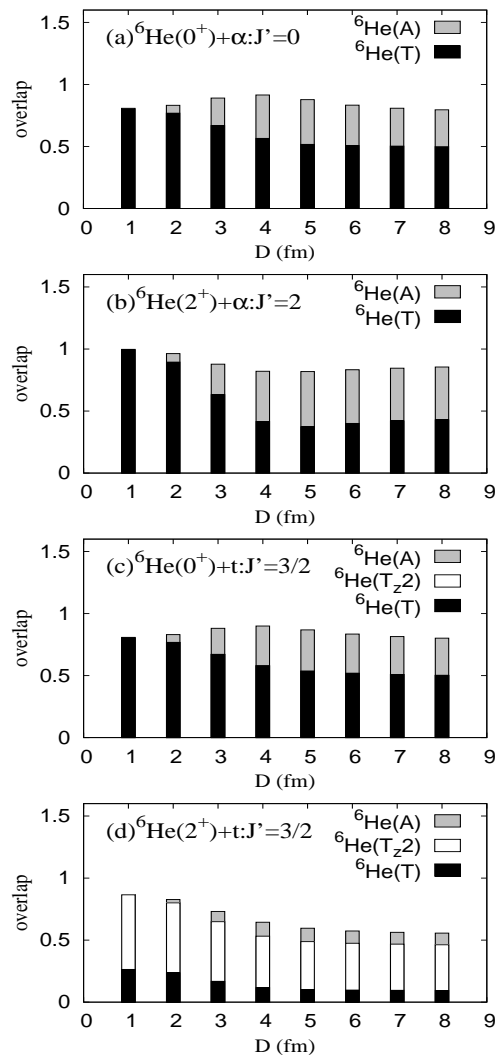 (a)⁶He(0⁺)+α:J'=0
⁶He(A)
⁶He(T)
overlap
1.5
1
0.5
0
0 1 2 3 4 5 6 7 8 9
D (fm)
(b)⁶He(2⁺)+α:J'=2
⁶He(A)
⁶He(T)
overlap
1.5
1
0.5
0
0 1 2 3 4 5 6 7 8 9
D (fm)
(c)⁶He(0⁺)+t:J'=3/2
⁶He(A)
⁶He(T_z2)
⁶He(T)
overlap
1.5
1
0.5
0
0 1 2 3 4 5 6 7 8 9
D (fm)
(d)⁶He(2⁺)+t:J'=3/2
⁶He(A)
⁶He(T_z2)
⁶He(T)
overlap
1.5
1
0.5
0
0 1 2 3 4 5 6 7 8 9
D (fm)